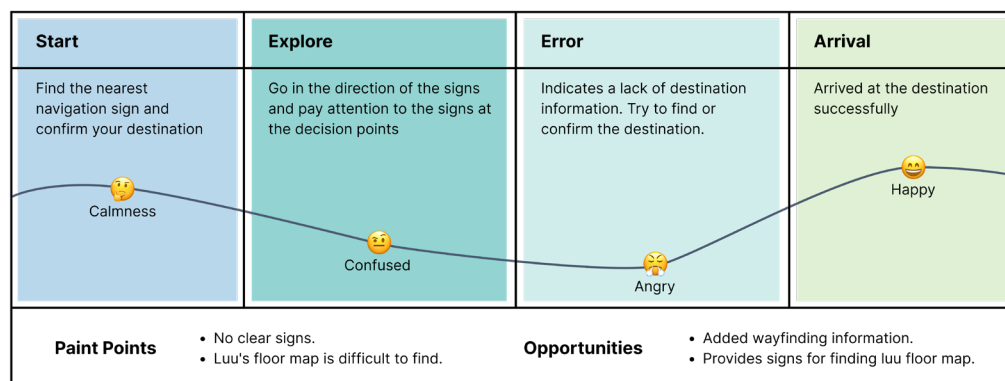 Start
Find the nearest
navigation sign and
confirm your destination
Calmness
Explore
Go in the direction of the signs
and pay attention to the signs at
the decision points
Confused
Error
Indicates a lack of destination
information. Try to find or
confirm the destination.
Angry
Arrival
Arrived at the destination
successfully
Happy
Paint Points
• No clear signs.
• Luu's floor map is difficult to find.
Opportunities
• Added wayfinding information.
• Provides signs for finding luu floor map.